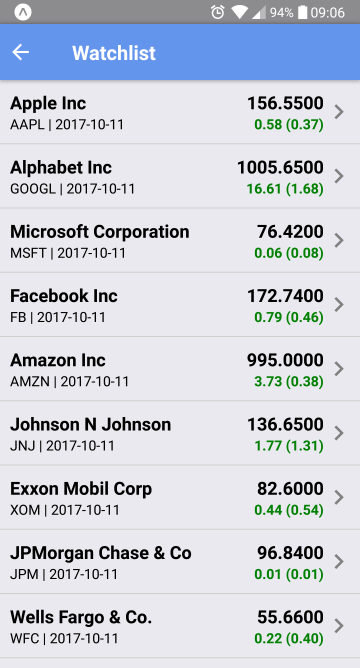 94% 09:06
Watchlist
Apple Inc 156.5500
AAPL | 2017-10-11 0.58 (0.37)
Alphabet Inc 1005.6500
GOOGL | 2017-10-11 16.61 (1.68)
Microsoft Corporation 76.4200
MSFT | 2017-10-11 0.06 (0.08)
Facebook Inc 172.7400
FB | 2017-10-11 0.79 (0.46)
Amazon Inc 995.0000
AMZN | 2017-10-11 3.73 (0.38)
Johnson N Johnson 136.6500
JNJ | 2017-10-11 1.77 (1.31)
Exxon Mobil Corp 82.6000
XOM | 2017-10-11 0.44 (0.54)
JPMorgan Chase & Co 96.8400
JPM | 2017-10-11 0.01 (0.01)
Wells Fargo & Co. 55.6600
WFC | 2017-10-11 0.22 (0.40)